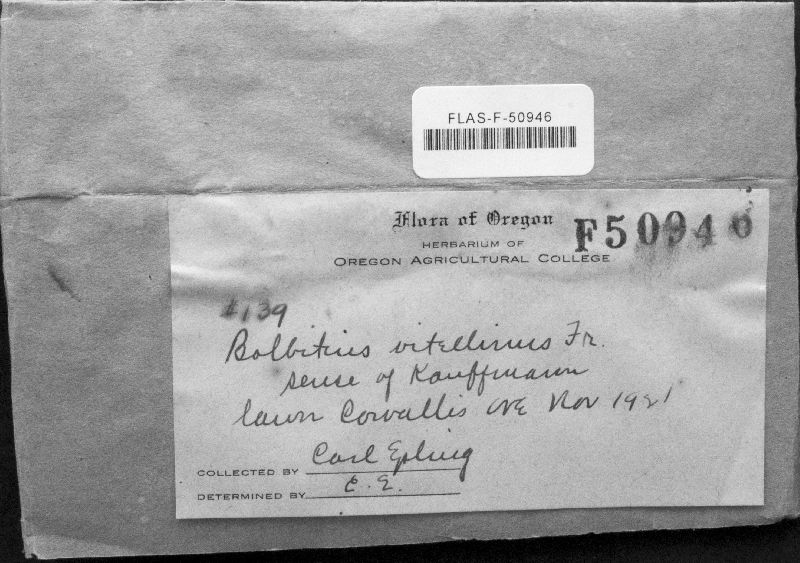 FLAS-F-50946
Flora of Oregon
F50946
HERBARIUM OF
OREGON AGRICULTURAL COLLEGE
#139
Bolbitius vitellinus Fr.
sense of Kauffmann
lawn Corvallis ORE Nov 1921
COLLECTED BY Carl Epling
DETERMINED BY C. E.